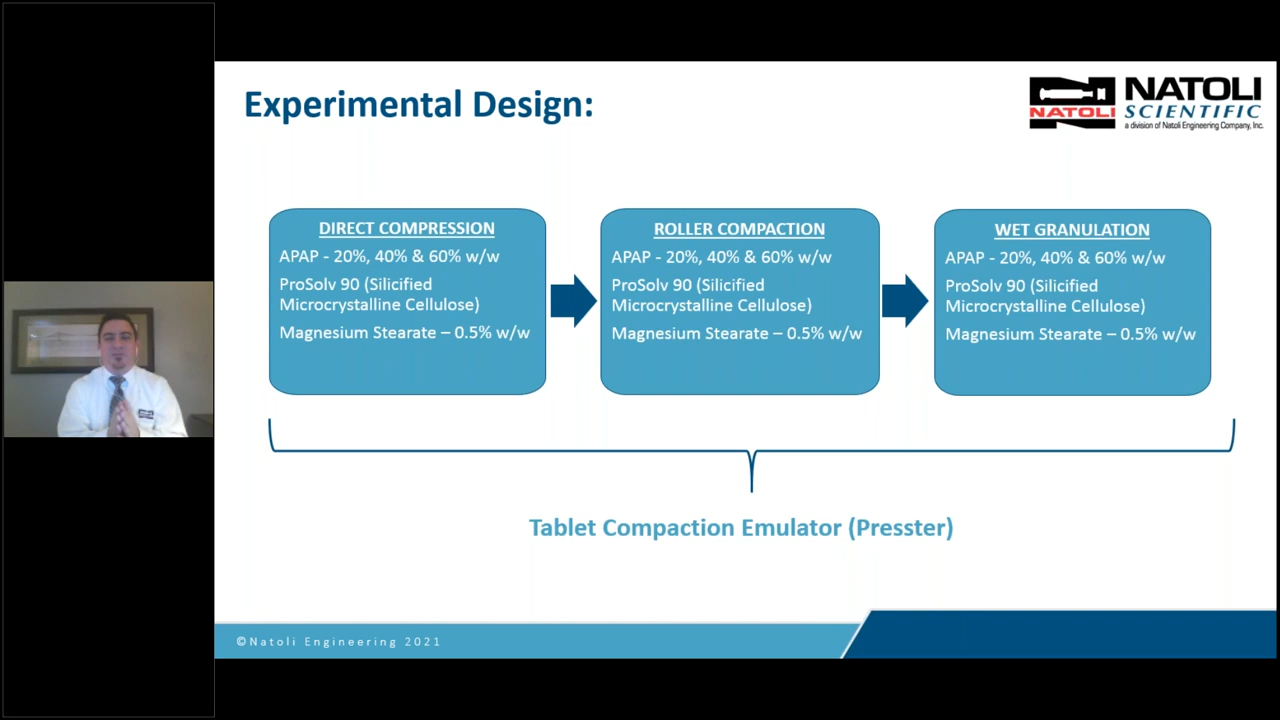 Experimental Design:
NATOLI
NATOLI
SCIENTIFIC
a division of Natoli Engineering Company, Inc.
DIRECT COMPRESSION
APAP - 20%, 40% & 60% w/w
ProSolv 90 (Silicified
Microcrystalline Cellulose)
Magnesium Stearate – 0.5% w/w
ROLLER COMPACTION
APAP - 20%, 40% & 60% w/w
ProSolv 90 (Silicified
Microcrystalline Cellulose)
Magnesium Stearate – 0.5% w/w
WET GRANULATION
APAP - 20%, 40% & 60% w/w
ProSolv 90 (Silicified
Microcrystalline Cellulose)
Magnesium Stearate – 0.5% w/w
Tablet Compaction Emulator (Presster)
©Natoli Engineering 2021